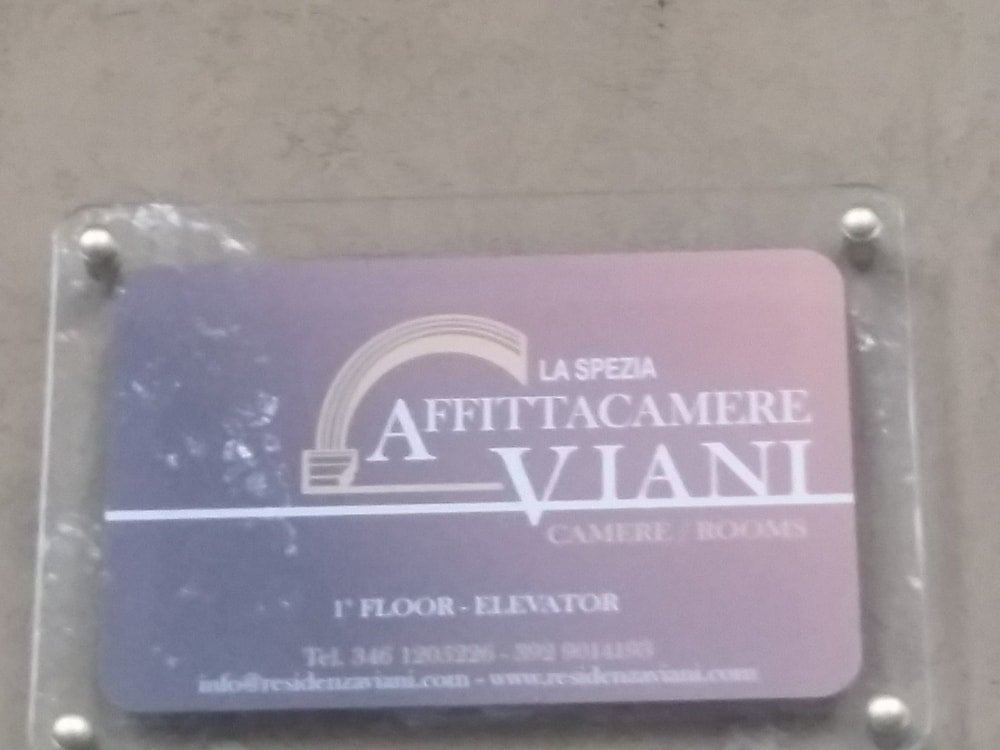 LA SPEZIA
AFFITTACAMERE
VIANI
CAMERE / ROOMS
1° FLOOR - ELEVATOR
Tel. 346 1205226 - 392 9014193
info@residenzaviani.com - www.residenzaviani.com